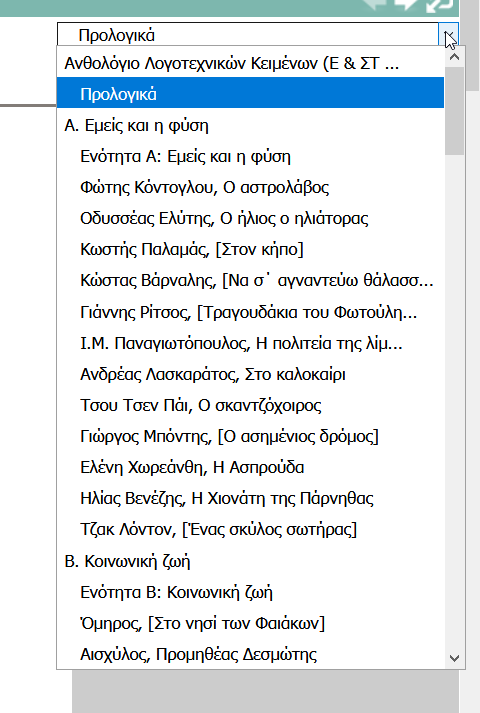 Προλογικά
Ανθολόγιο Λογοτεχνικών Κειμένων (Ε & ΣΤ ...
Προλογικά
Α. Εμείς και η φύση
Ενότητα Α: Εμείς και η φύση
Φώτης Κόντογλου, Ο αστρολάβος
Οδυσσέας Ελύτης, Ο ήλιος ο ηλιάτορας
Κωστής Παλαμάς, [Στον κήπο]
Κώστας Βάρναλης, [Να σ΄ αγναντεύω θάλασσ...
Γιάννης Ρίτσος, [Τραγουδάκια του Φωτούλη...
Ι.Μ. Παναγιωτόπουλος, Η πολιτεία της λίμ...
Ανδρέας Λασκαράτος, Στο καλοκαίρι
Τσου Τσεν Πάι, Ο σκαντζόχοιρος
Γιώργος Μπόντης, [Ο ασημένιος δρόμος]
Ελένη Χωρεάνθη, Η Ασπρούδα
Ηλίας Βενέζης, Η Χιονάτη της Πάρνηθας
Τζακ Λόντον, [Ένας σκύλος σωτήρας]
Β. Κοινωνική ζωή
Ενότητα Β: Κοινωνική ζωή
Όμηρος, [Στο νησί των Φαιάκων]
Αισχύλος, Προμηθέας Δεσμώτης